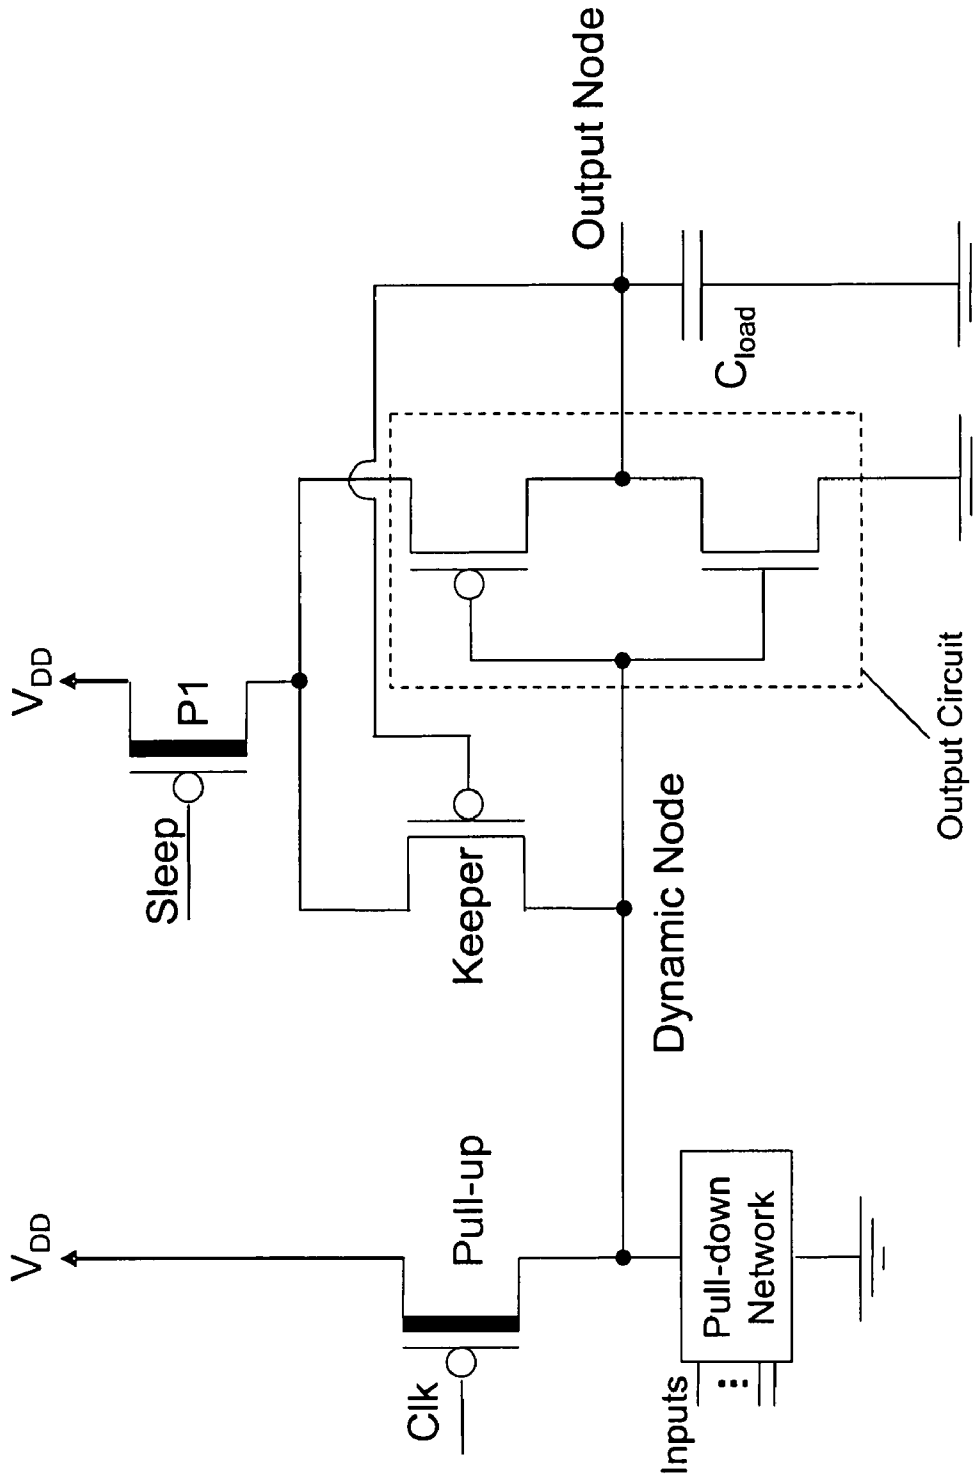 V_DD
V_DD
Sleep
P1
Clk
Pull-up
Keeper
Output Node
Dynamic Node
Inputs
Pull-down
Network
C_load
Output Circuit